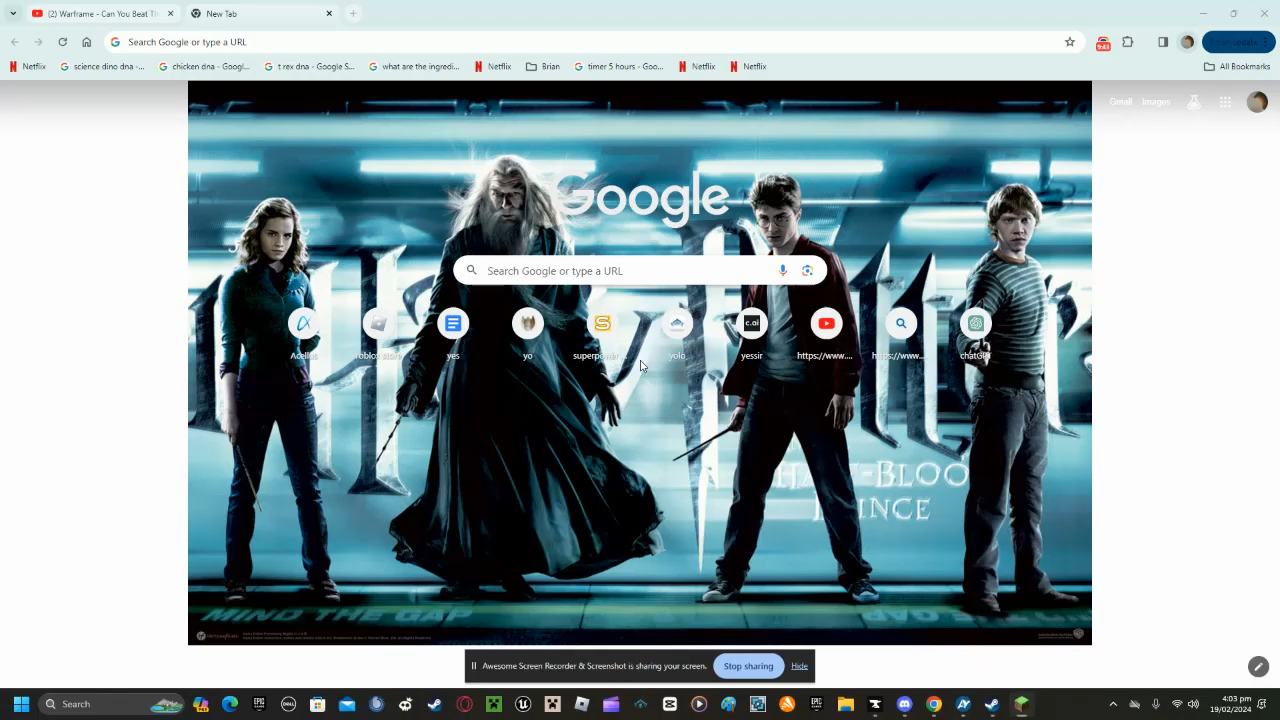 (2) Warframe - Can You Beat Th
New Tab
Search Google or type a URL
Netflix
science dino dna -...
chicken dna - Googl...
t rex dna - Google S...
what are the ingredi...
Netflix
Brian
timer 5 hours - Goo...
Netflix
Netflix
All Bookmarks
Gmail
Images
Google
Search Google or type a URL
Acellus
roblox store
yes
yo
superpower ...
yolo
yessir
https://www....
https://www....
chatGPT
PRINCE
MIND THE GAP
Awesome Screen Recorder & Screenshot is sharing your screen.
Stop sharing
Hide
Search
4:03 pm
19/02/2024